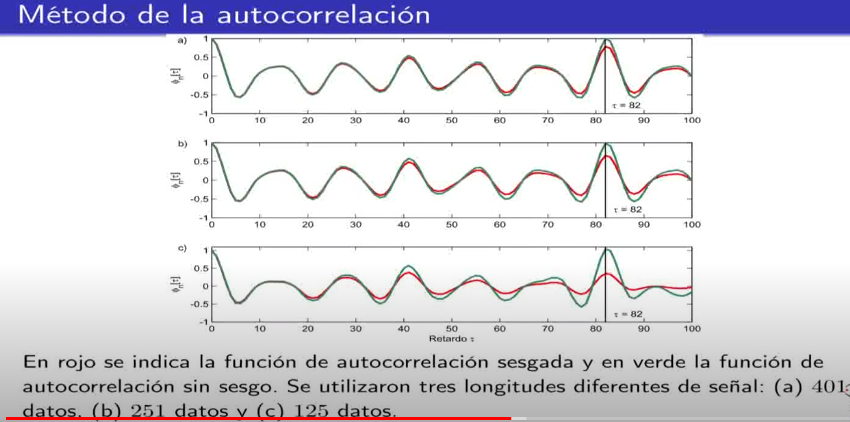 Método de la autocorrelación
a)
1
0.5
0
-0.5
-1
ϕn[τ]
τ = 82
0 10 20 30 40 50 60 70 80 90 100
b)
1
0.5
0
-0.5
-1
ϕn[τ]
τ = 82
0 10 20 30 40 50 60 70 80 90 100
c)
1
0.5
0
-0.5
-1
ϕn[τ]
τ = 82
10 20 30 40 50 60 70 80 90 100
Retardo τ
En rojo se indica la función de autocorrelación sesgada y en verde la función de
autocorrelación sin sesgo. Se utilizaron tres longitudes diferentes de señal: (a) 401
datos, (b) 251 datos y (c) 125 datos.